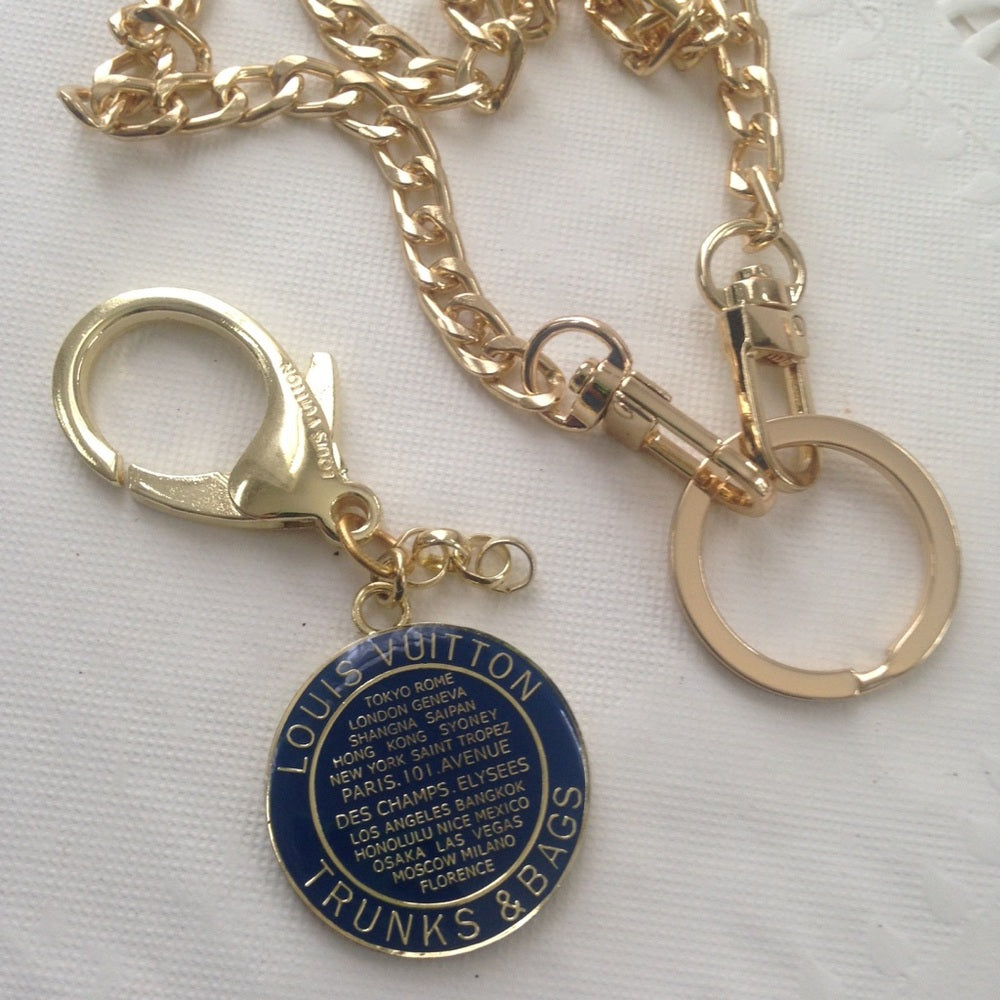 LOUIS VUITTON
LOUIS VUITTON
TOKYO ROME
LONDON GENEVA
SHANGNA SAIPAN
HONG KONG SYONEY
NEW YORK SAINT TROPEZ
PARIS.101.AVENUE
DES CHAMPS.ELYSEES
LOS ANGELES BANGKOK
HONOLULU NICE MEXICO
OSAKA LAS VEGAS
MOSCOW MILANO
FLORENCE
TRUNKS & BAGS